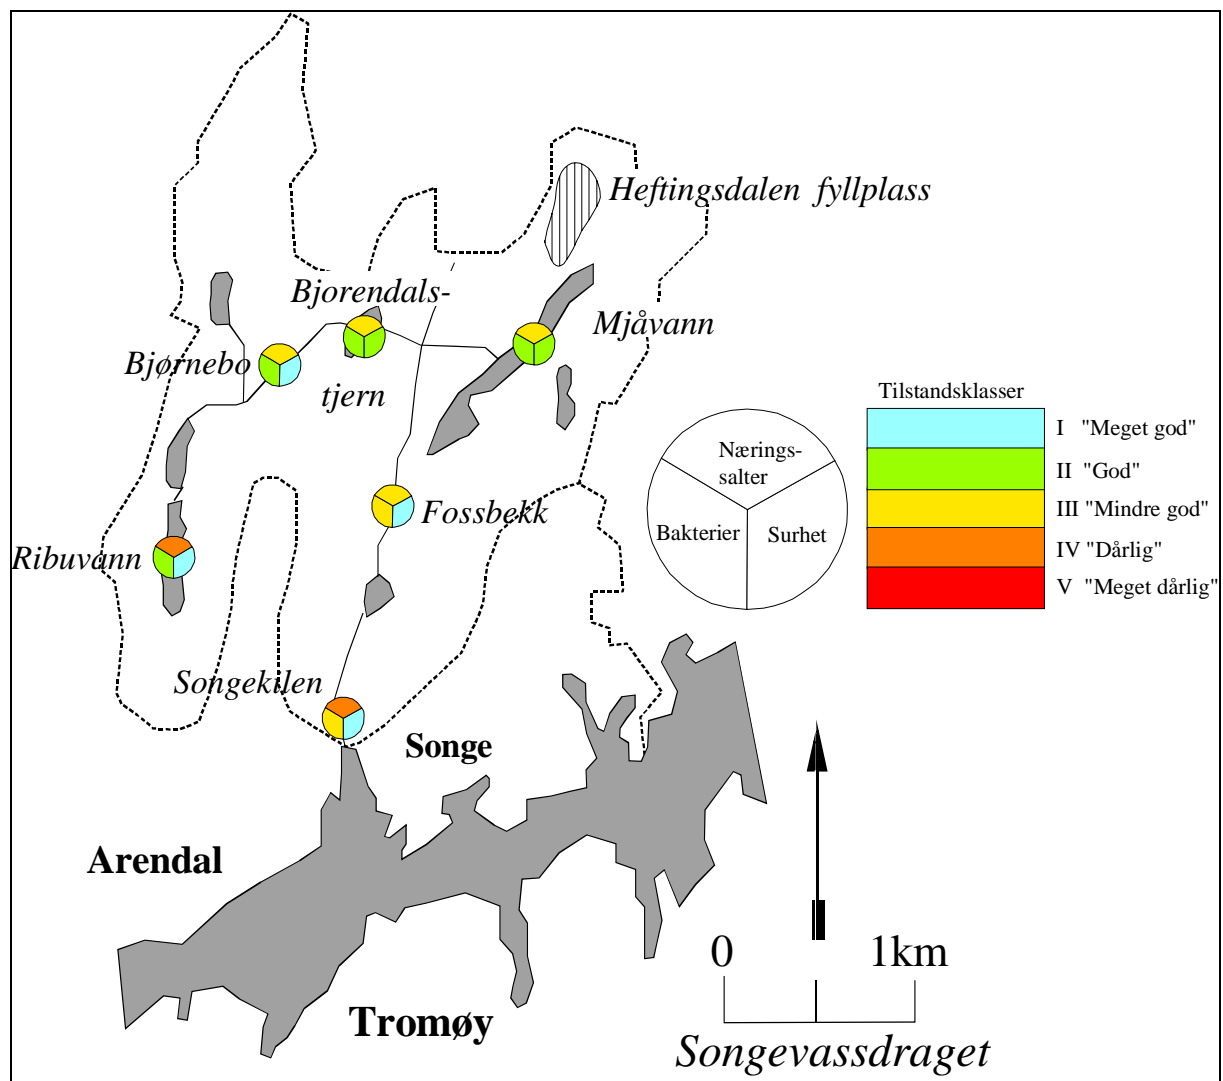 Heftingsdalen fyllplass
Bjorendals-
tjern
Mjåvann
Bjørnebo
Fossbekk
Ribuvann
Songekilen
Songe
Arendal
Tromøy
Tilstandsklasser
I "Meget god"
II "God"
III "Mindre god"
IV "Dårlig"
V "Meget dårlig"
Nærings-
salter
Bakterier
Surhet
0 1km
Songevassdraget